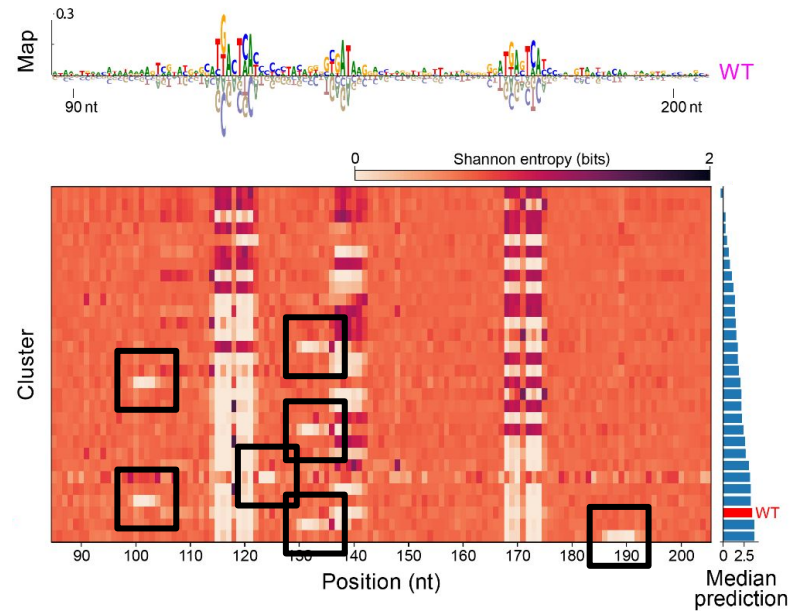 0.3
Map
WT
90 nt
200 nt
0
Shannon entropy (bits)
2
Cluster
WT
90
100
110
120
130
140
150
160
170
180
190
200
0
2.5
Position (nt)
Median
prediction